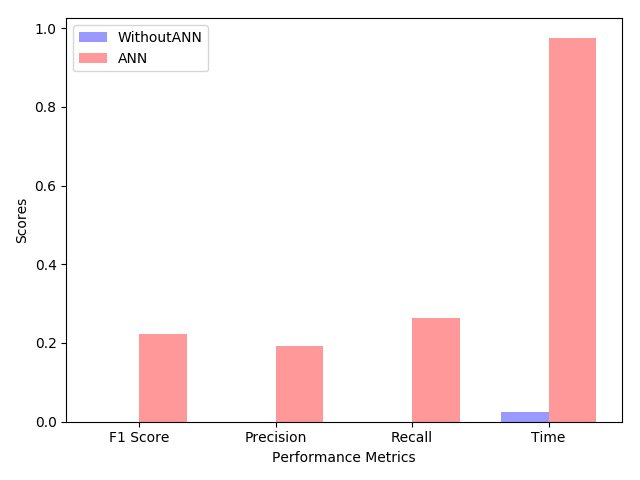 WithoutANN
ANN
1.0
0.8
0.6
0.4
0.2
0.0
Scores
F1 Score Precision Recall Time
Performance Metrics